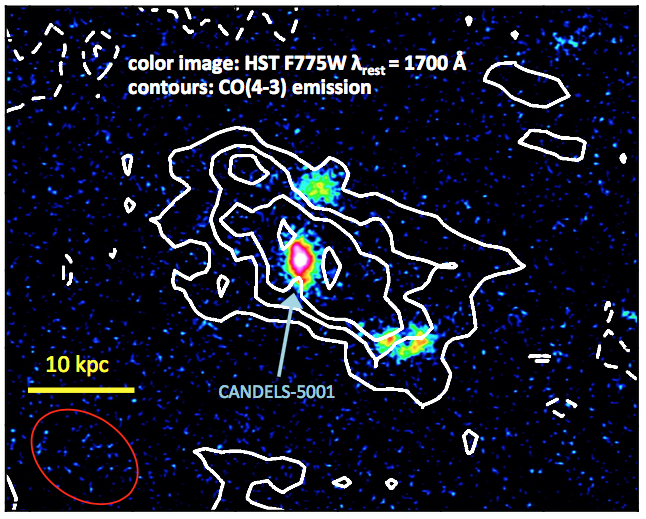 color image: HST F775W λrest = 1700 Å
contours: CO(4-3) emission
10 kpc
CANDELS-5001